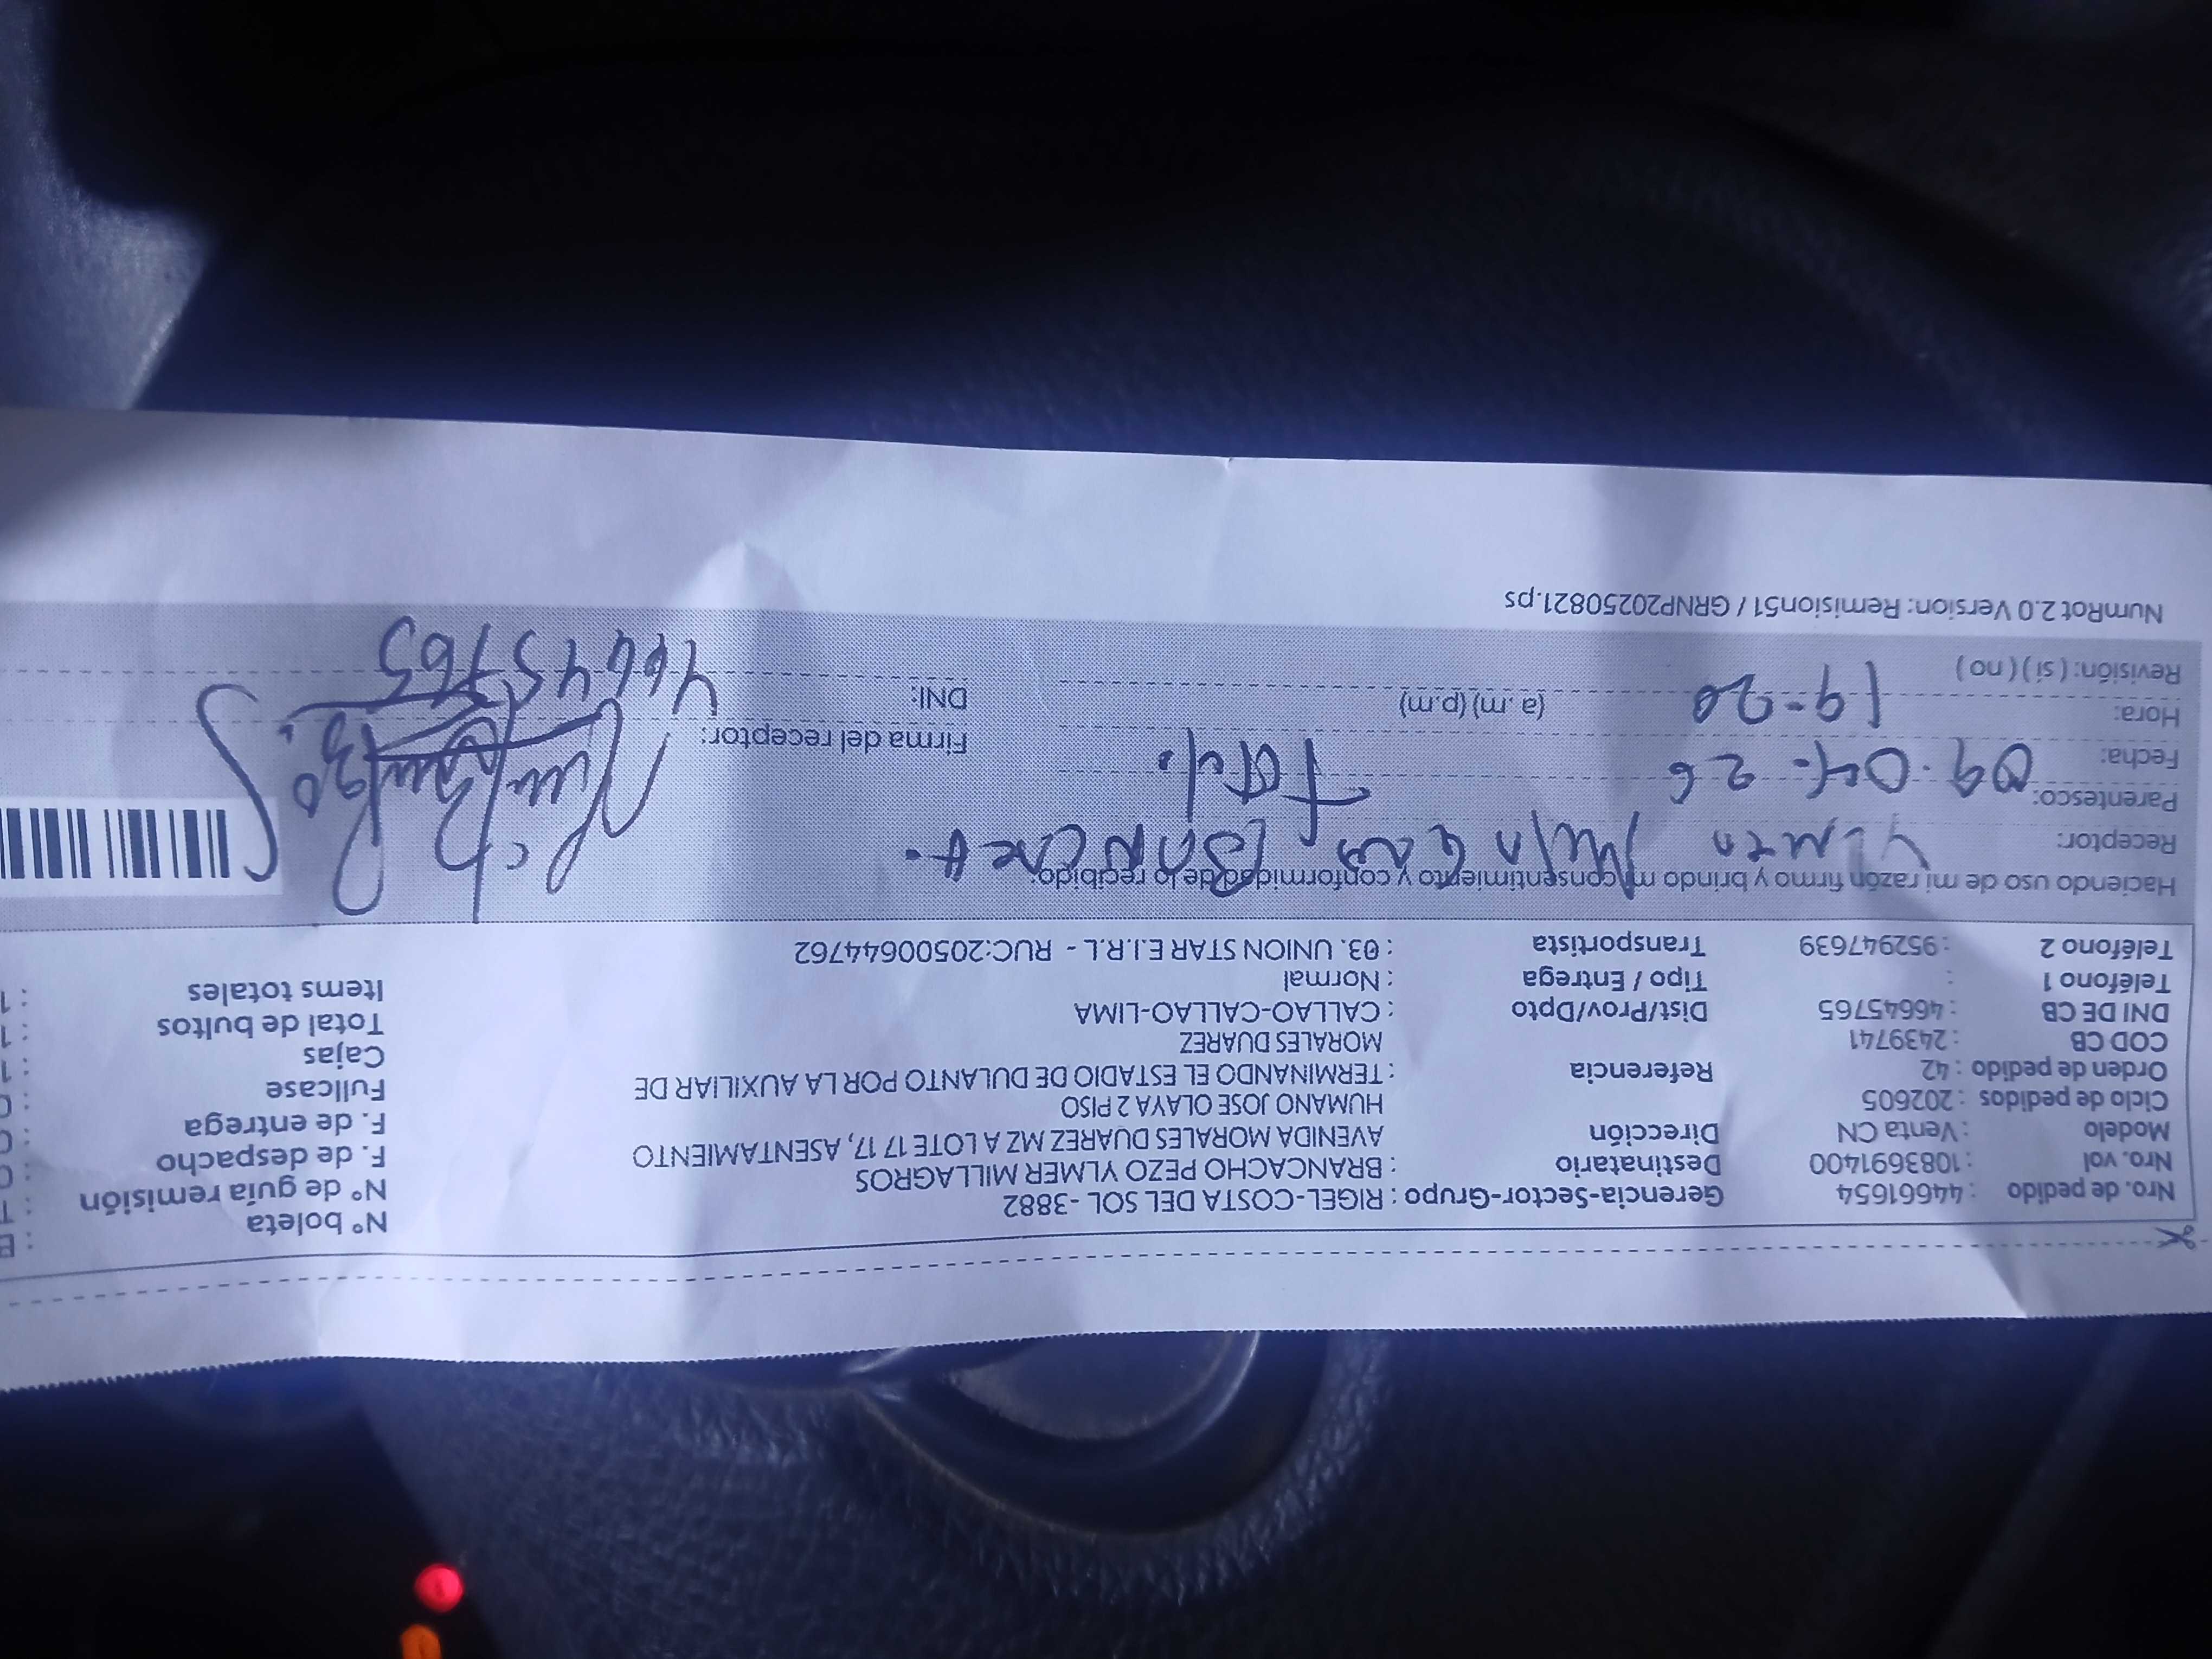 Nro. de pedido : 44661654 Gerencia-Sector-Grupo : RIGEL-COSTA DEL SOL -3882 N° boleta :
Nro. vol : 1083691400 Destinatario : BRANCACHO PEZO YLMER MILLAGROS N° de guía remisión :
Modelo : Venta CN Dirección AVENIDA MORALES DUAREZ MZ A LOTE 17 17, ASENTAMIENTO F. de despacho :
Ciclo de pedidos : 202605 HUMANO JOSE OLAYA 2 PISO F. de entrega :
Orden de pedido : 42 Referencia : TERMINANDO EL ESTADIO DE DULANTO POR LA AUXILIAR DE Fullcase :
COD CB : 2439741 MORALES DUAREZ Cajas : 1
DNI DE CB : 46645765 Dist/Prov/Dpto : CALLAO-CALLAO-LIMA Total de bultos : 1
Teléfono 1 : Tipo / Entrega : Normal Items totales : 1
Teléfono 2 : 952947639 Transportista : 03. UNION STAR E.I.R.L - RUC:20500644762
Haciendo uso de mi razón firmo y brindo mi consentimiento y conformidad de lo recibido:
Receptor:
Parentesco:
Fecha: 09-04-26 Firma del receptor:
Hora: 19-20 (a.m) (p.m) DNI: 46645765
Revisión: ( sí ) ( no )
NumRot 2.0 Version: Remision51 / GRNP20250821.ps